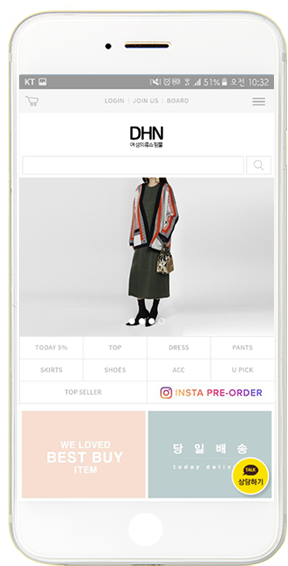 KT 51% 오전 10:32
LOGIN | JOIN US | BOARD
DHN
여성의류쇼핑몰
TODAY 5% TOP DRESS PANTS
SKIRTS SHOES ACC U PICK
TOP SELLER INSTA PRE-ORDER
WE LOVED
BEST BUY
ITEM
당일배송
today deli
TALK
상담하기